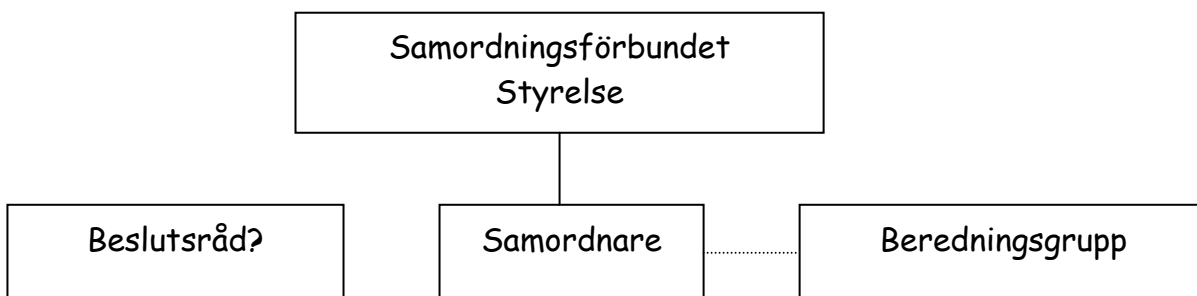 Samordningsförbundet
Styrelse
Beslutsråd?
Samordnare
Beredningsgrupp